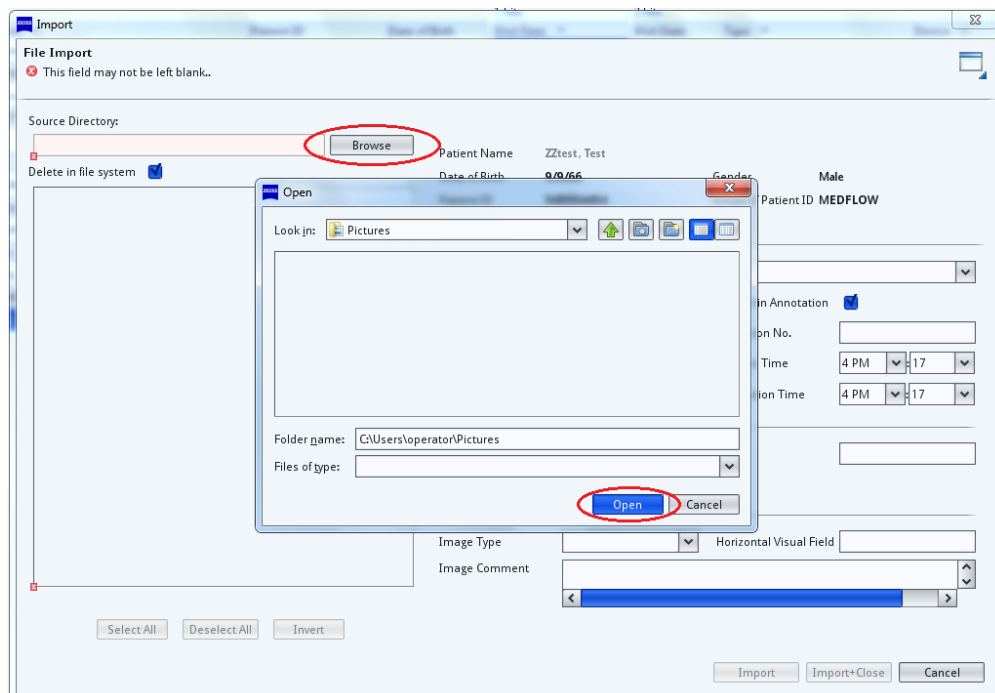 Import
File Import
This field may not be left blank..
Source Directory:
Browse
Patient Name ZZtest, Test
Delete in file system
Date of Birth 9/9/66 Gender Male
Patient ID MEDFLOW
Open
Look in: Pictures
in Annotation
on No.
Time 4 PM : 17
ion Time 4 PM : 17
Folder name: C:\Users\operator\Pictures
Files of type:
Open Cancel
Image Type Horizontal Visual Field
Image Comment
Select All Deselect All Invert
Import Import+Close Cancel